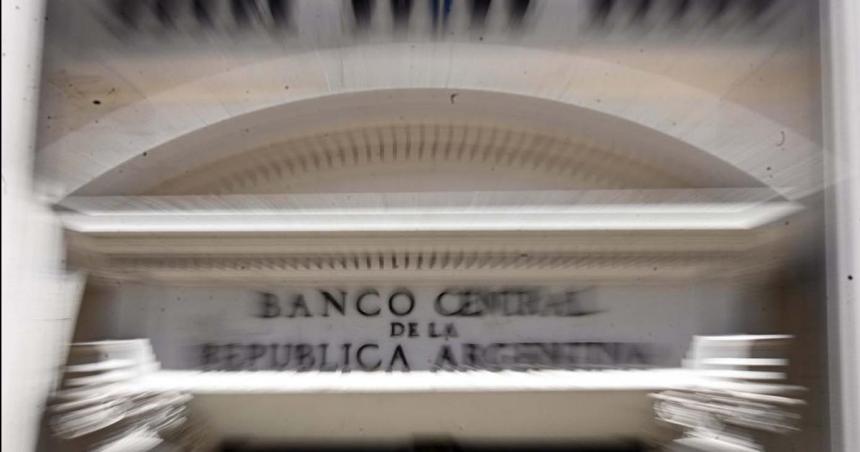 BANCO CENTRAL
DE LA
REPUBLICA ARGENTINA